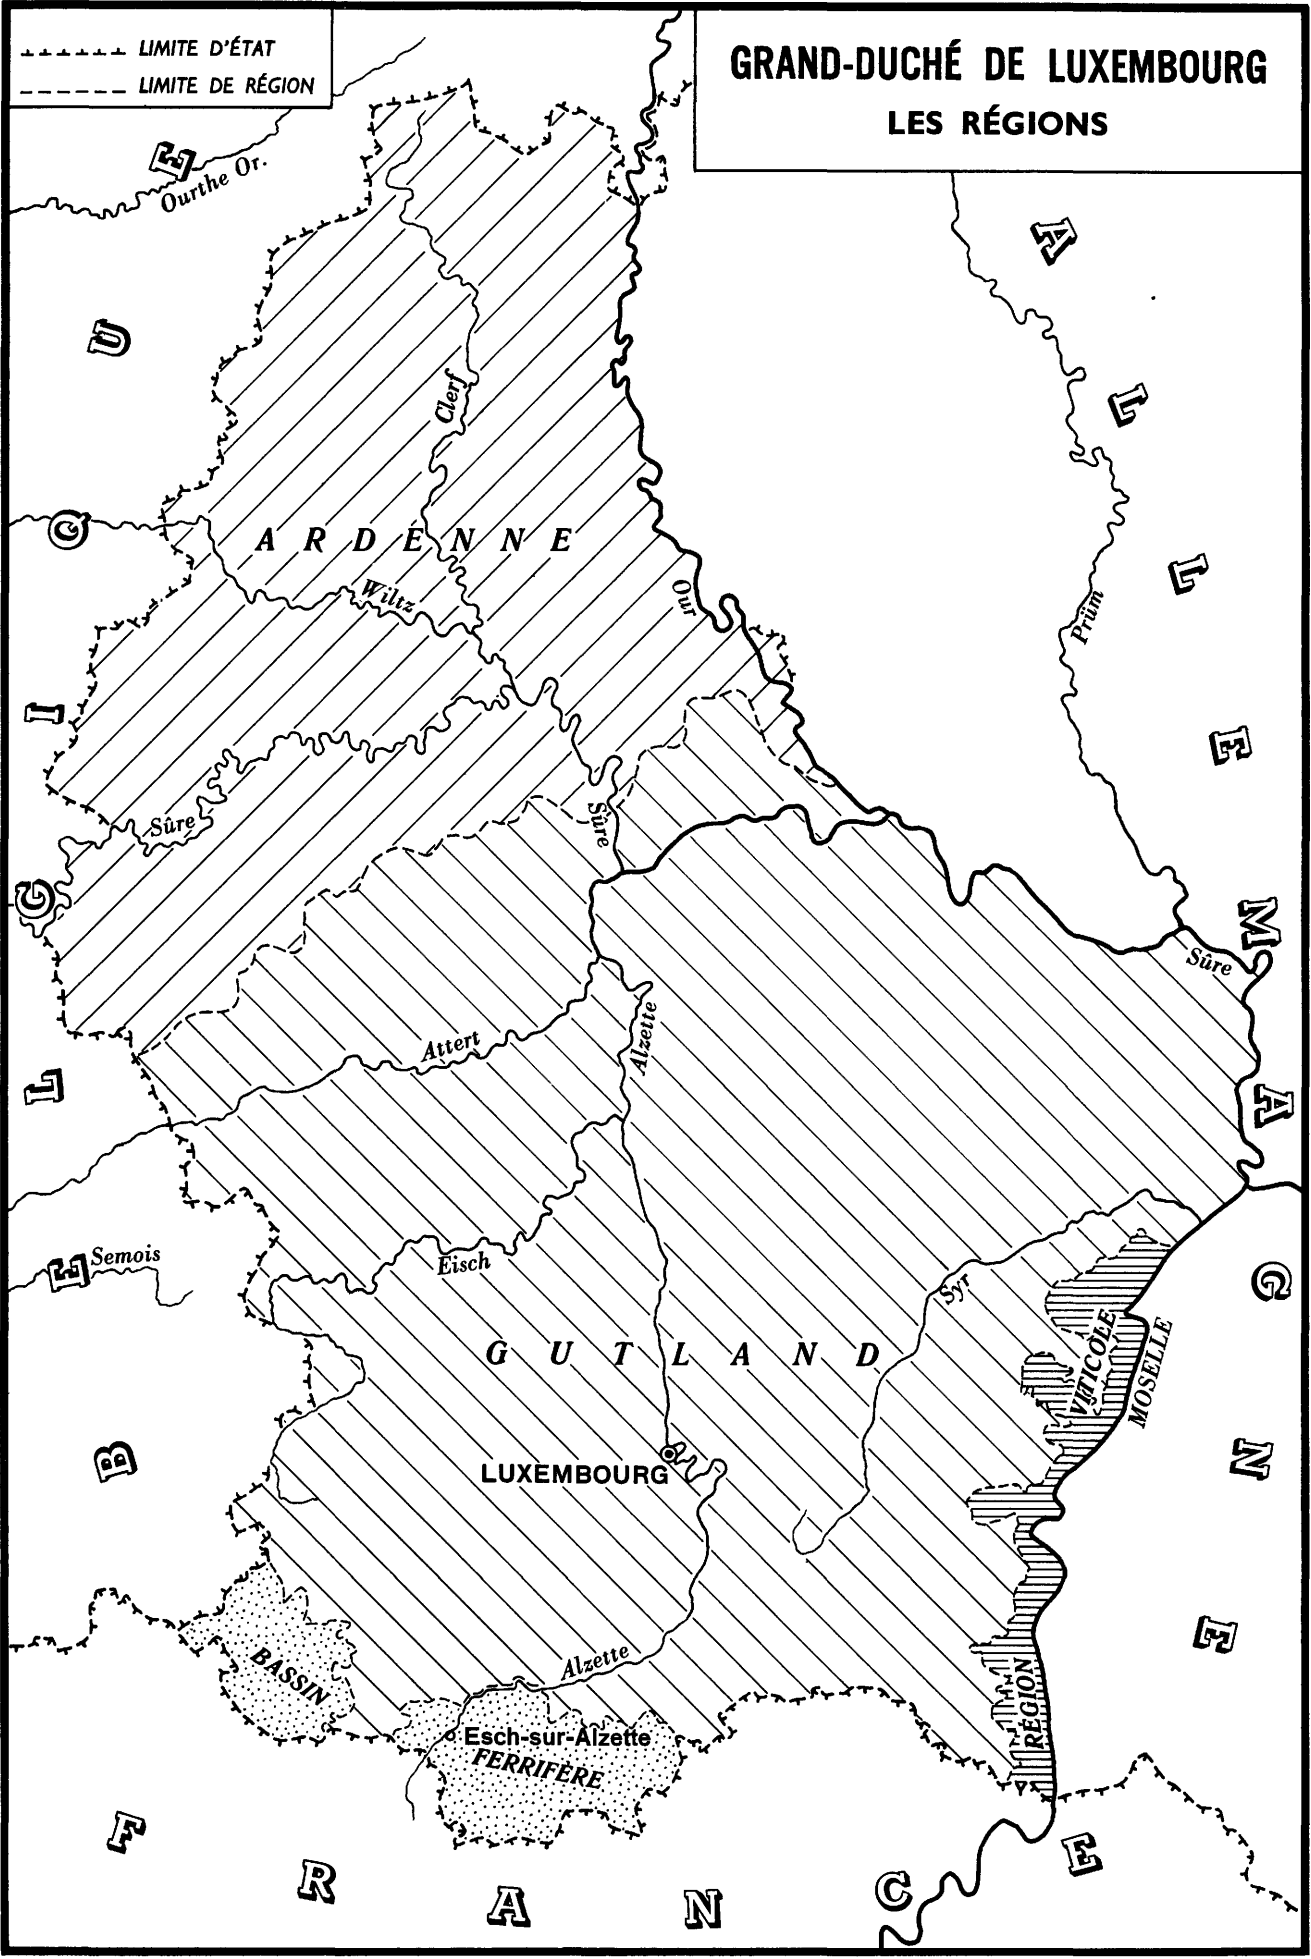 LIMITE D'ÉTAT
LIMITE DE RÉGION
GRAND-DUCHÉ DE LUXEMBOURG
LES RÉGIONS
BELGIQUE
ALLEMAGNE
FRANCE
Ourthe Or.
Clerf
ARDENNE
Wiltz
Our
Prüm
Sûre
Sûre
Sûre
Attert
Alzette
Semois
Eisch
Syr
GUTLAND
LUXEMBOURG
RÉGION VITICOLE
MOSELLE
Alzette
BASSIN
Esch-sur-Alzette
FERRIFÈRE